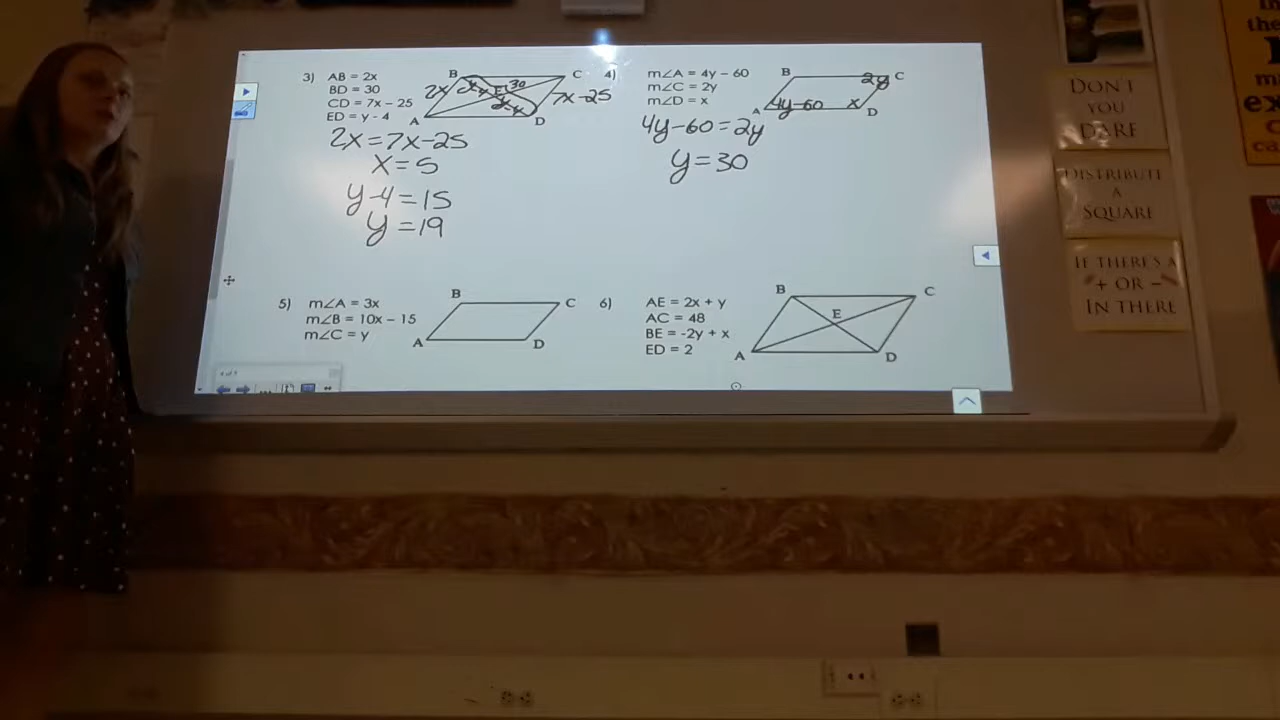 3) AB = 2x
BD = 30
CD = 7x – 25
ED = y - 4
B
C
A
D
E
2x
30
7x-25
2x=7x-25
x=5
y-4=15
y=19
4)
m∠A = 4y – 60
m∠C = 2y
m∠D = x
B
C
A
D
2y
4y-60
x
4y-60=2y
y=30
5) m∠A = 3x
m∠B = 10x – 15
m∠C = y
B
C
A
D
6) AE = 2x + y
AC = 48
BE = -2y + x
ED = 2
B
C
E
A
D
DON'T
YOU
DARE
DISTRIBUTE
A
SQUARE
IF THERE'S A
+ OR –
IN THERE